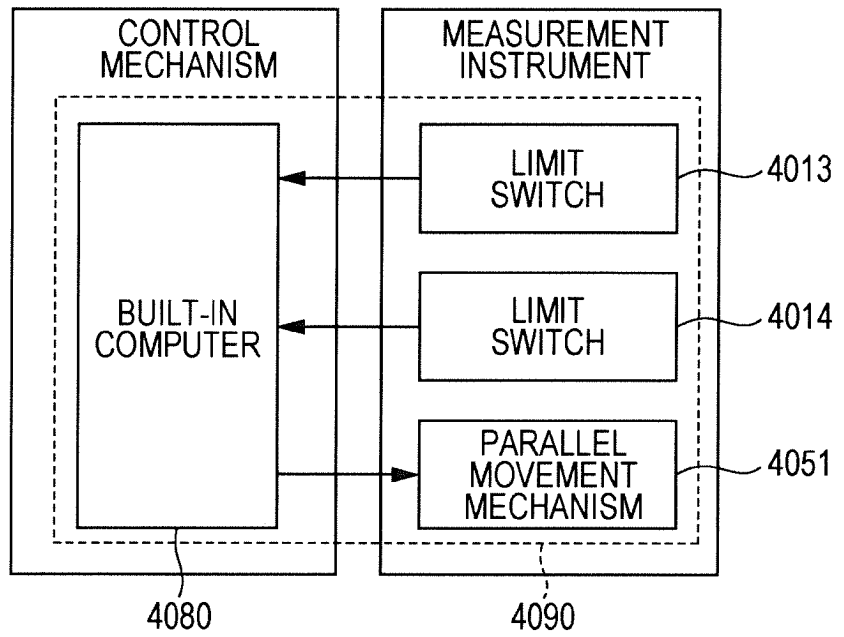 CONTROL
MECHANISM
MEASUREMENT
INSTRUMENT
LIMIT
SWITCH
4013
BUILT-IN
COMPUTER
LIMIT
SWITCH
4014
PARALLEL
MOVEMENT
MECHANISM
4051
4080
4090